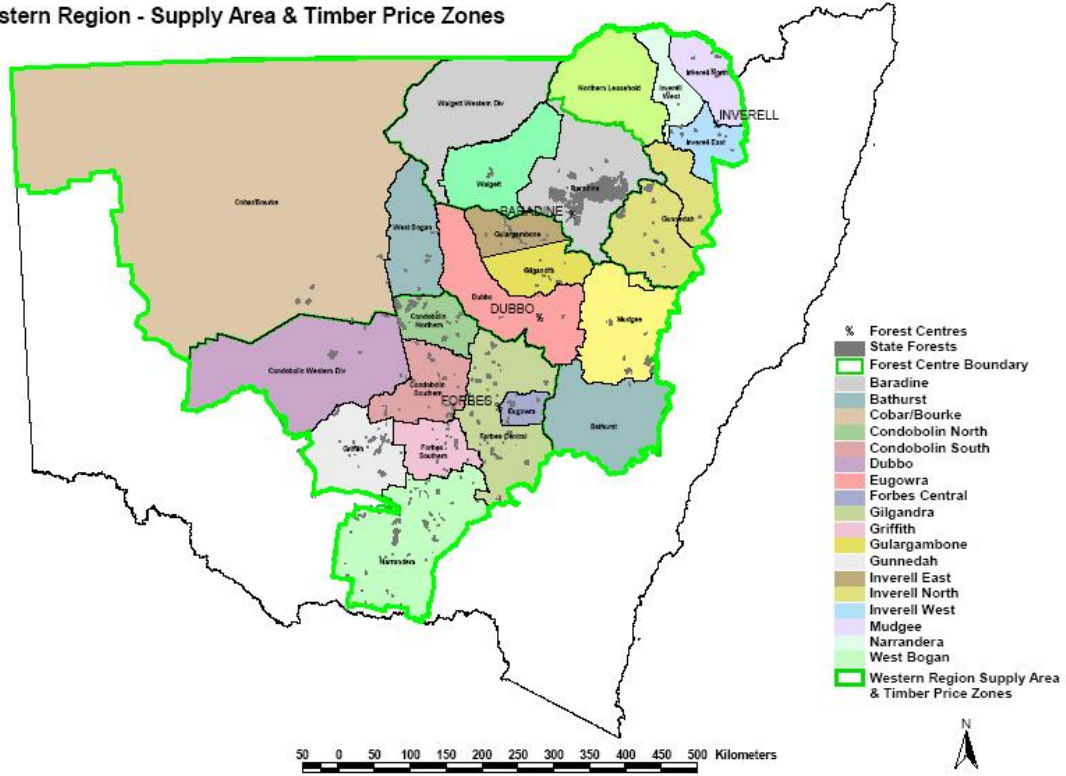 stern Region - Supply Area & Timber Price Zones
Northern Leasehold
Inverell North
Inverell
West
Walgett Western Div
INVERELL
Inverell East
Walgett
Baradine
BARADINE
Cobar/Bourke
West Bogan
Gunnedah
Gulargambone
Gilgandra
Dubbo
DUBBO
%
Condobolin
Northern
Mudgee
Condobolin Western Div
Condobolin
Southern
FORBES
Eugowra
Bathurst
Forbes Central
Griffith
Forbes
Southern
Narrandera
% Forest Centres
State Forests
Forest Centre Boundary
Baradine
Bathurst
Cobar/Bourke
Condobolin North
Condobolin South
Dubbo
Eugowra
Forbes Central
Gilgandra
Griffith
Gulargambone
Gunnedah
Inverell East
Inverell North
Inverell West
Mudgee
Narrandera
West Bogan
Western Region Supply Area
& Timber Price Zones
N
50 0 50 100 150 200 250 300 350 400 450 500 Kilometers